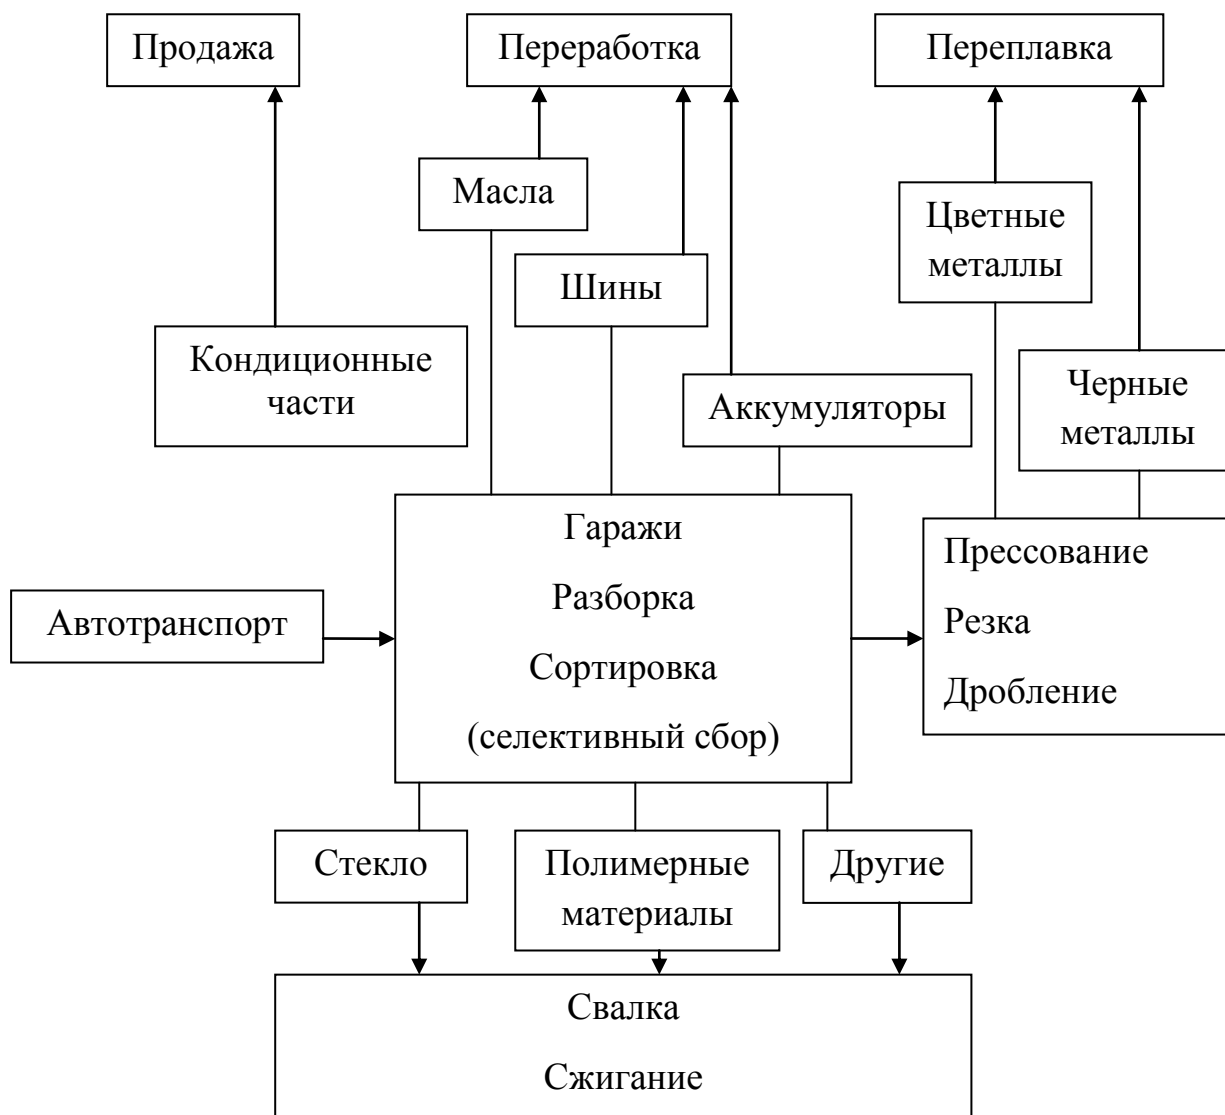 Продажа
Переработка
Переплавка
Масла
Цветные
металлы
Шины
Кондиционные
части
Аккумуляторы
Черные
металлы
Гаражи
Разборка
Сортировка
(селективный сбор)
Автотранспорт
Прессование
Резка
Дробление
Стекло
Полимерные
материалы
Другие
Свалка
Сжигание